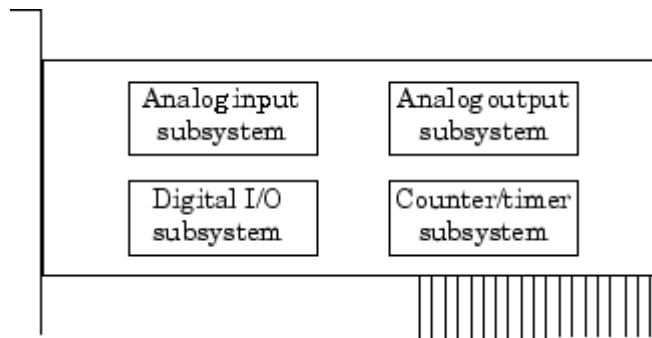 Analog input
subsystem
Analog output
subsystem
Digital I/O
subsystem
Counter/timer
subsystem